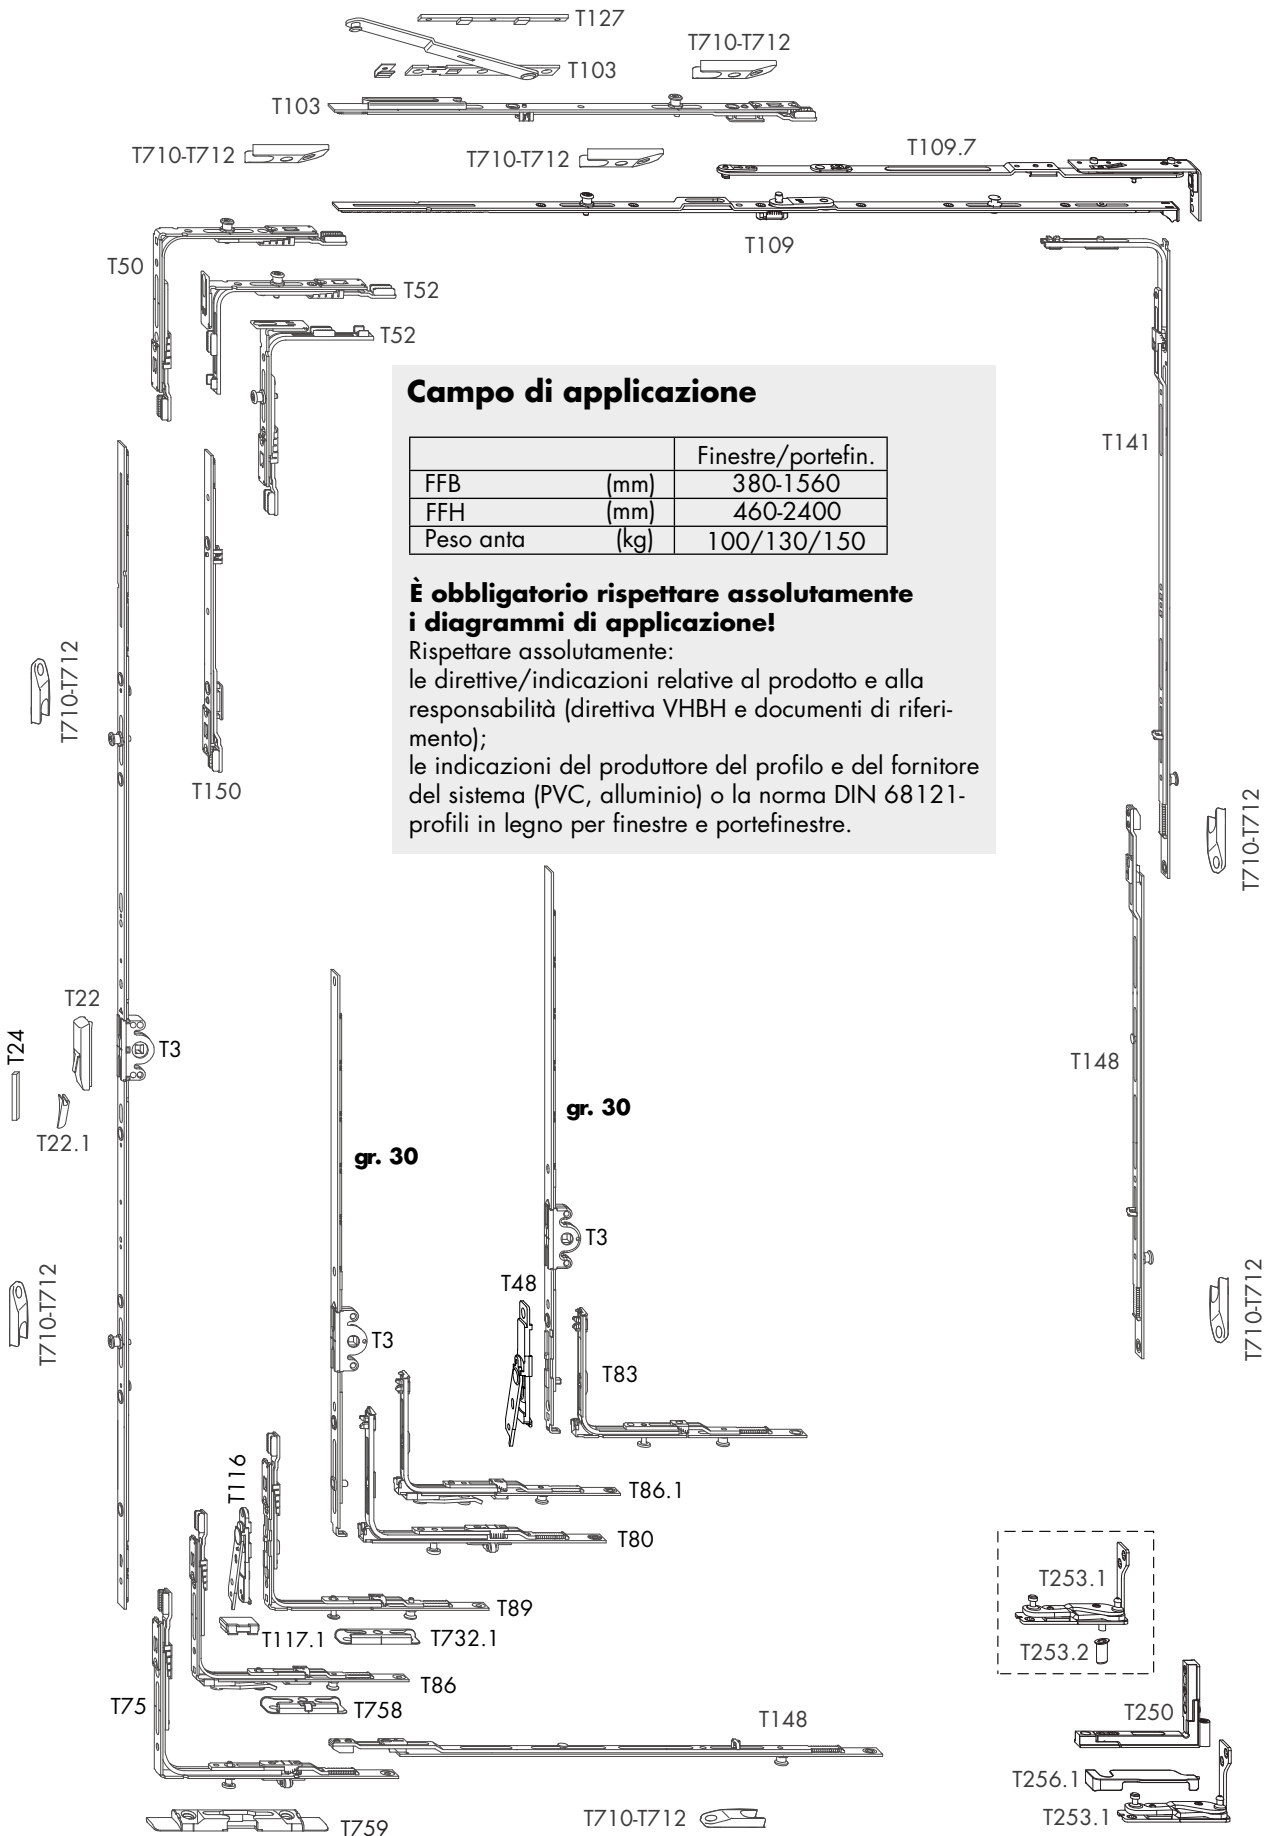 T127
T710-T712
T103
T103
T710-T712
T710-T712
T109.7
T50
T109
T52
T52
Campo di applicazione
Finestre/portefin.
FFB (mm) 380-1560
FFH (mm) 460-2400
Peso anta (kg) 100/130/150
È obbligatorio rispettare assolutamente
i diagrammi di applicazione!
Rispettare assolutamente:
le direttive/indicazioni relative al prodotto e alla
responsabilità (direttiva VHBH e documenti di riferi-
mento);
le indicazioni del produttore del profilo e del fornitore
del sistema (PVC, alluminio) o la norma DIN 68121-
profili in legno per finestre e portefinestre.
T141
T710-T712
T150
T710-T712
T22
T24
T3
T22.1
T148
gr. 30
gr. 30
T3
T48
T710-T712
T710-T712
T3
T83
T116
T86.1
T80
T253.1
T89
T117.1
T732.1
T253.2
T86
T75
T758
T148
T250
T256.1
T710-T712
T253.1
T759